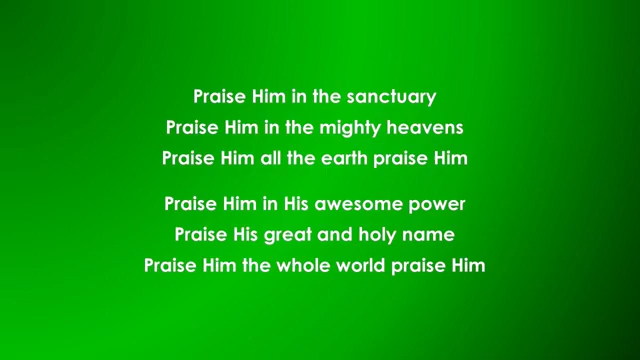 Praise Him in the sanctuary
Praise Him in the mighty heavens
Praise Him all the earth praise Him
Praise Him in His awesome power
Praise His great and holy name
Praise Him the whole world praise Him